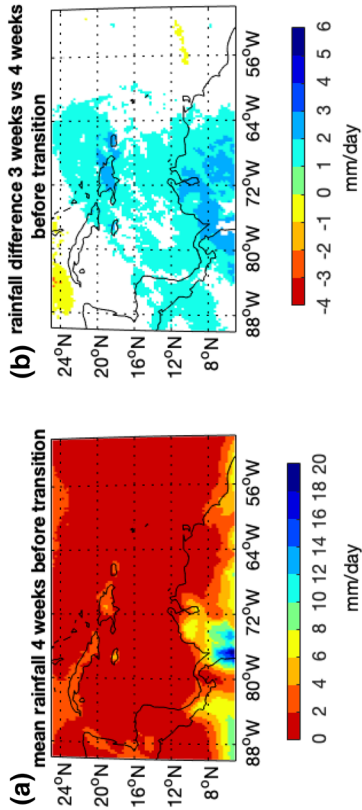 (a) mean rainfall 4 weeks before transition
24°N
20°N
16°N
12°N
8°N
88°W 80°W 72°W 64°W 56°W
0 2 4 6 8 10 12 14 16 18 20
mm/day
(b) rainfall difference 3 weeks vs 4 weeks
before transition
24°N
20°N
16°N
12°N
8°N
88°W 80°W 72°W 64°W 56°W
-4 -3 -2 -1 0 1 2 3 4 5 6
mm/day